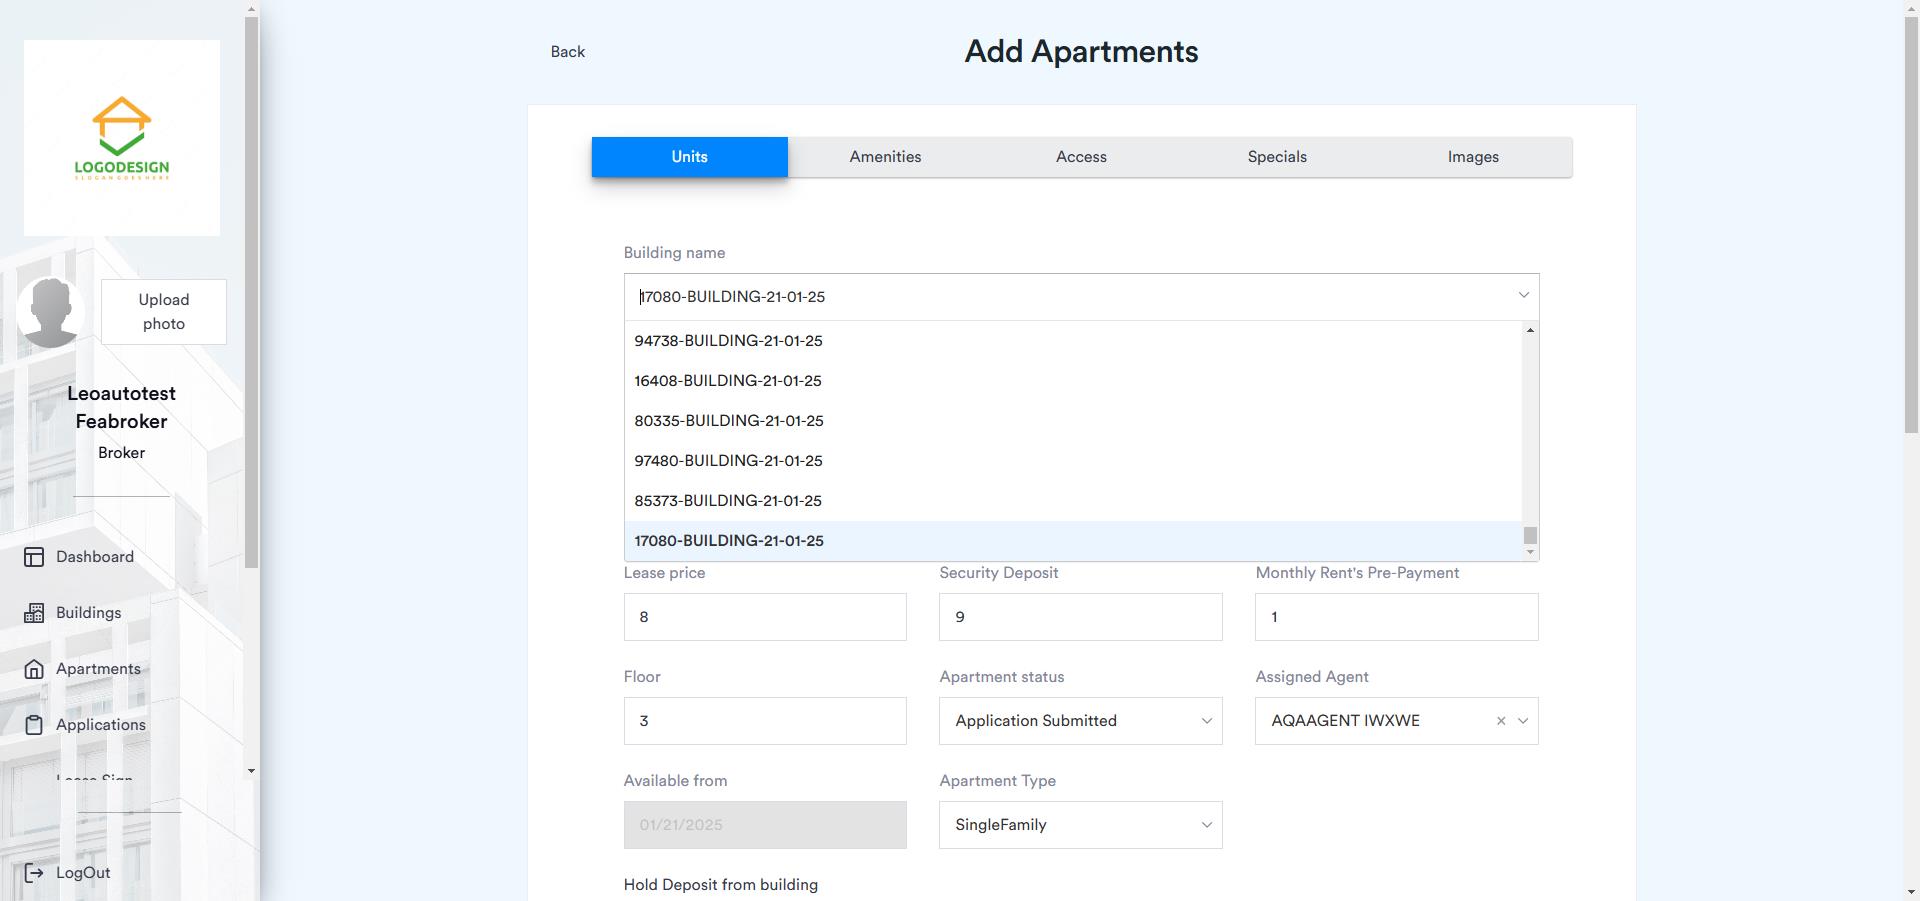 Back
Add Apartments
LOGODESIGN
SLOGANGOESHERE
Upload
photo
Leoautotest
Feabroker
Broker
Dashboard
Buildings
Apartments
Applications
Lease Sign
LogOut
Units
Amenities
Access
Specials
Images
Building name
17080-BUILDING-21-01-25
94738-BUILDING-21-01-25
16408-BUILDING-21-01-25
80335-BUILDING-21-01-25
97480-BUILDING-21-01-25
85373-BUILDING-21-01-25
17080-BUILDING-21-01-25
Lease price
Security Deposit
Monthly Rent's Pre-Payment
8
9
1
Floor
Apartment status
Assigned Agent
3
Application Submitted
AQAAGENT IWXWE
Available from
Apartment Type
01/21/2025
SingleFamily
Hold Deposit from building